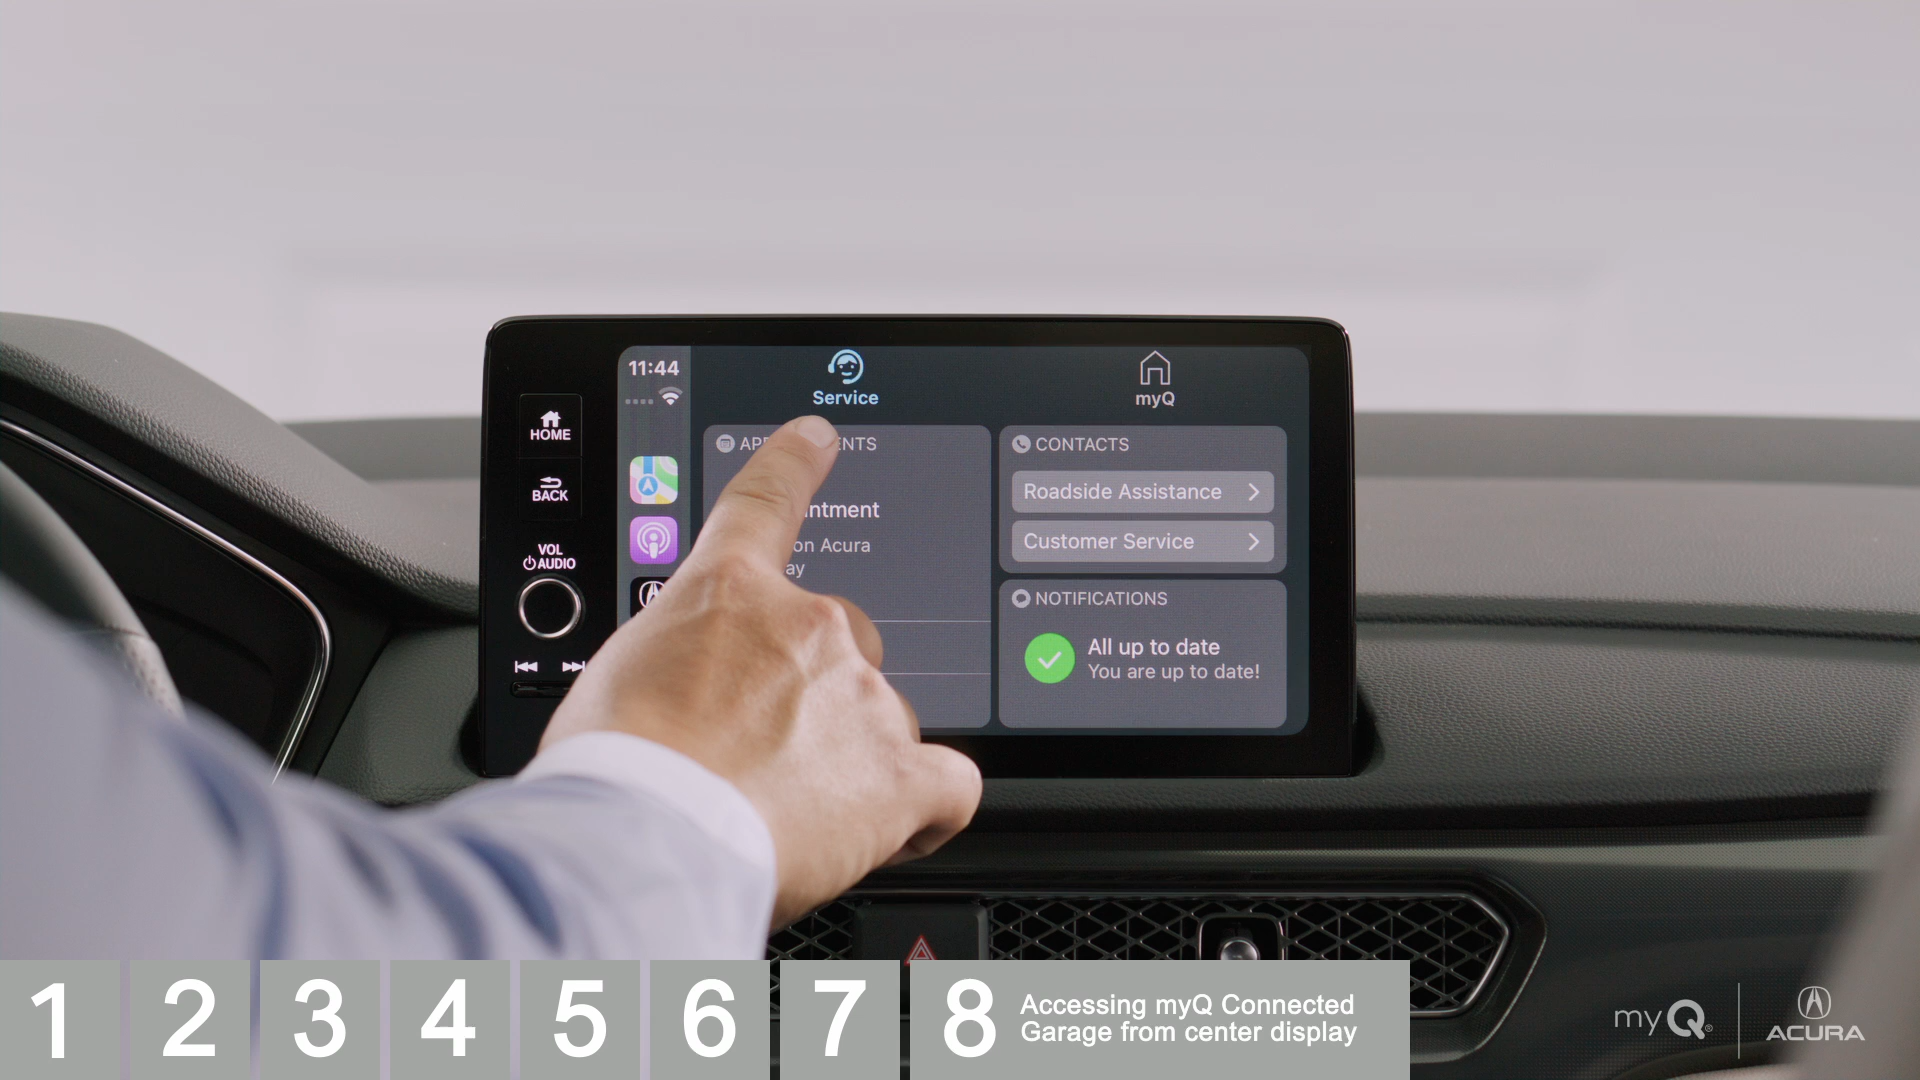 11:44
Service
myQ
HOME
BACK
VOL
AUDIO
CONTACTS
Roadside Assistance
Customer Service
on Acura
NOTIFICATIONS
All up to date
You are up to date!
1 2 3 4 5 6 7 8
Accessing myQ Connected
Garage from center display
myQ
ACURA